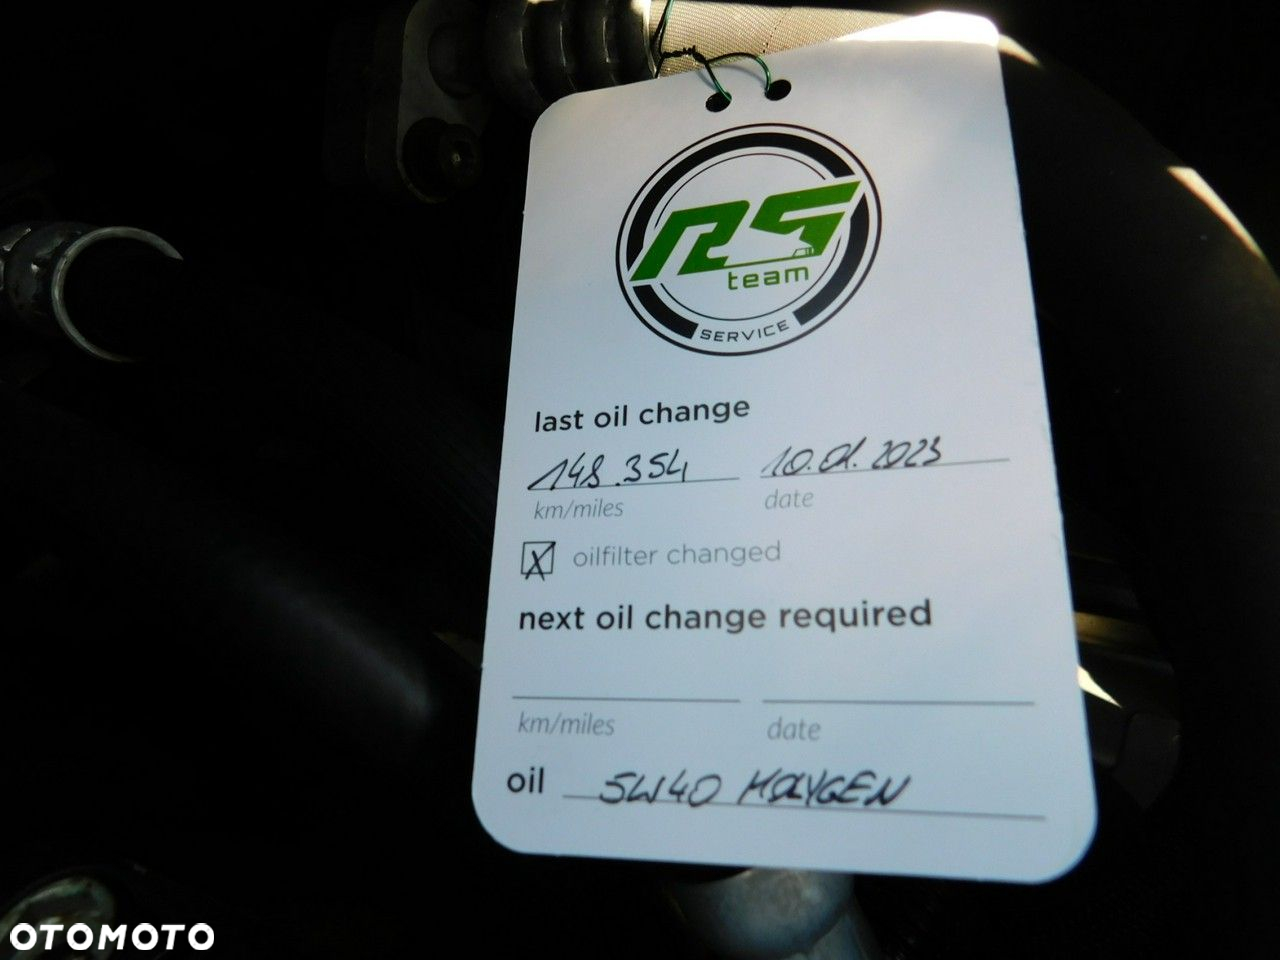 RS
team
SERVICE
last oil change
148.354 10.01.2023
km/miles date
X oilfilter changed
next oil change required
km/miles date
oil 5W40 MOLYGEN
OTOMOTO